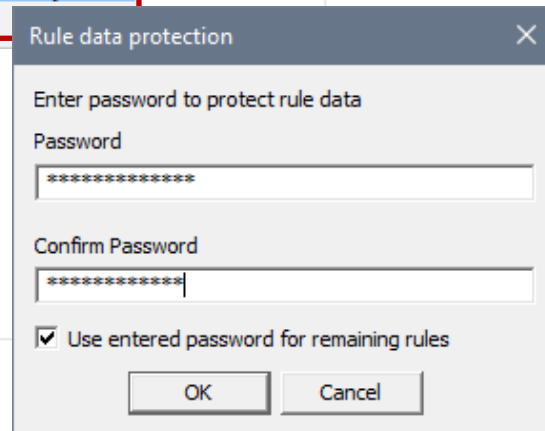 Rule data protection
Enter password to protect rule data
Password
*************
Confirm Password
************
Use entered password for remaining rules
OK Cancel